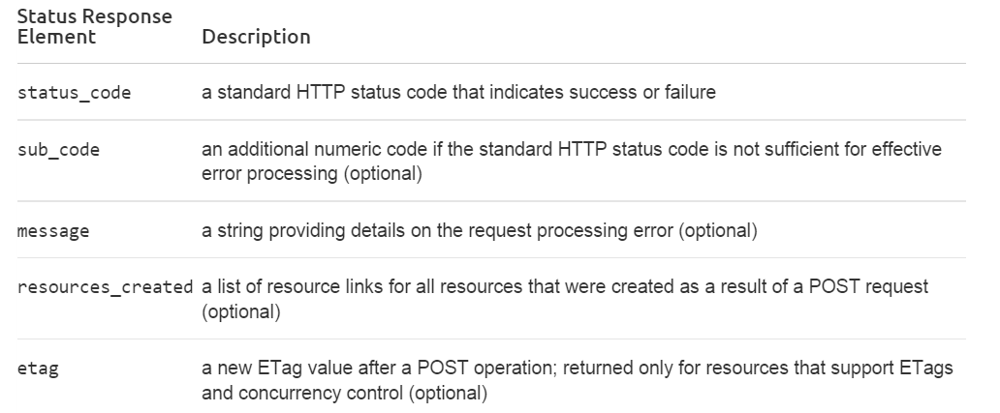 Status Response
Element Description
status_code a standard HTTP status code that indicates success or failure
sub_code an additional numeric code if the standard HTTP status code is not sufficient for effective
error processing (optional)
message a string providing details on the request processing error (optional)
resources_created a list of resource links for all resources that were created as a result of a POST request
(optional)
etag a new ETag value after a POST operation; returned only for resources that support ETags
and concurrency control (optional)